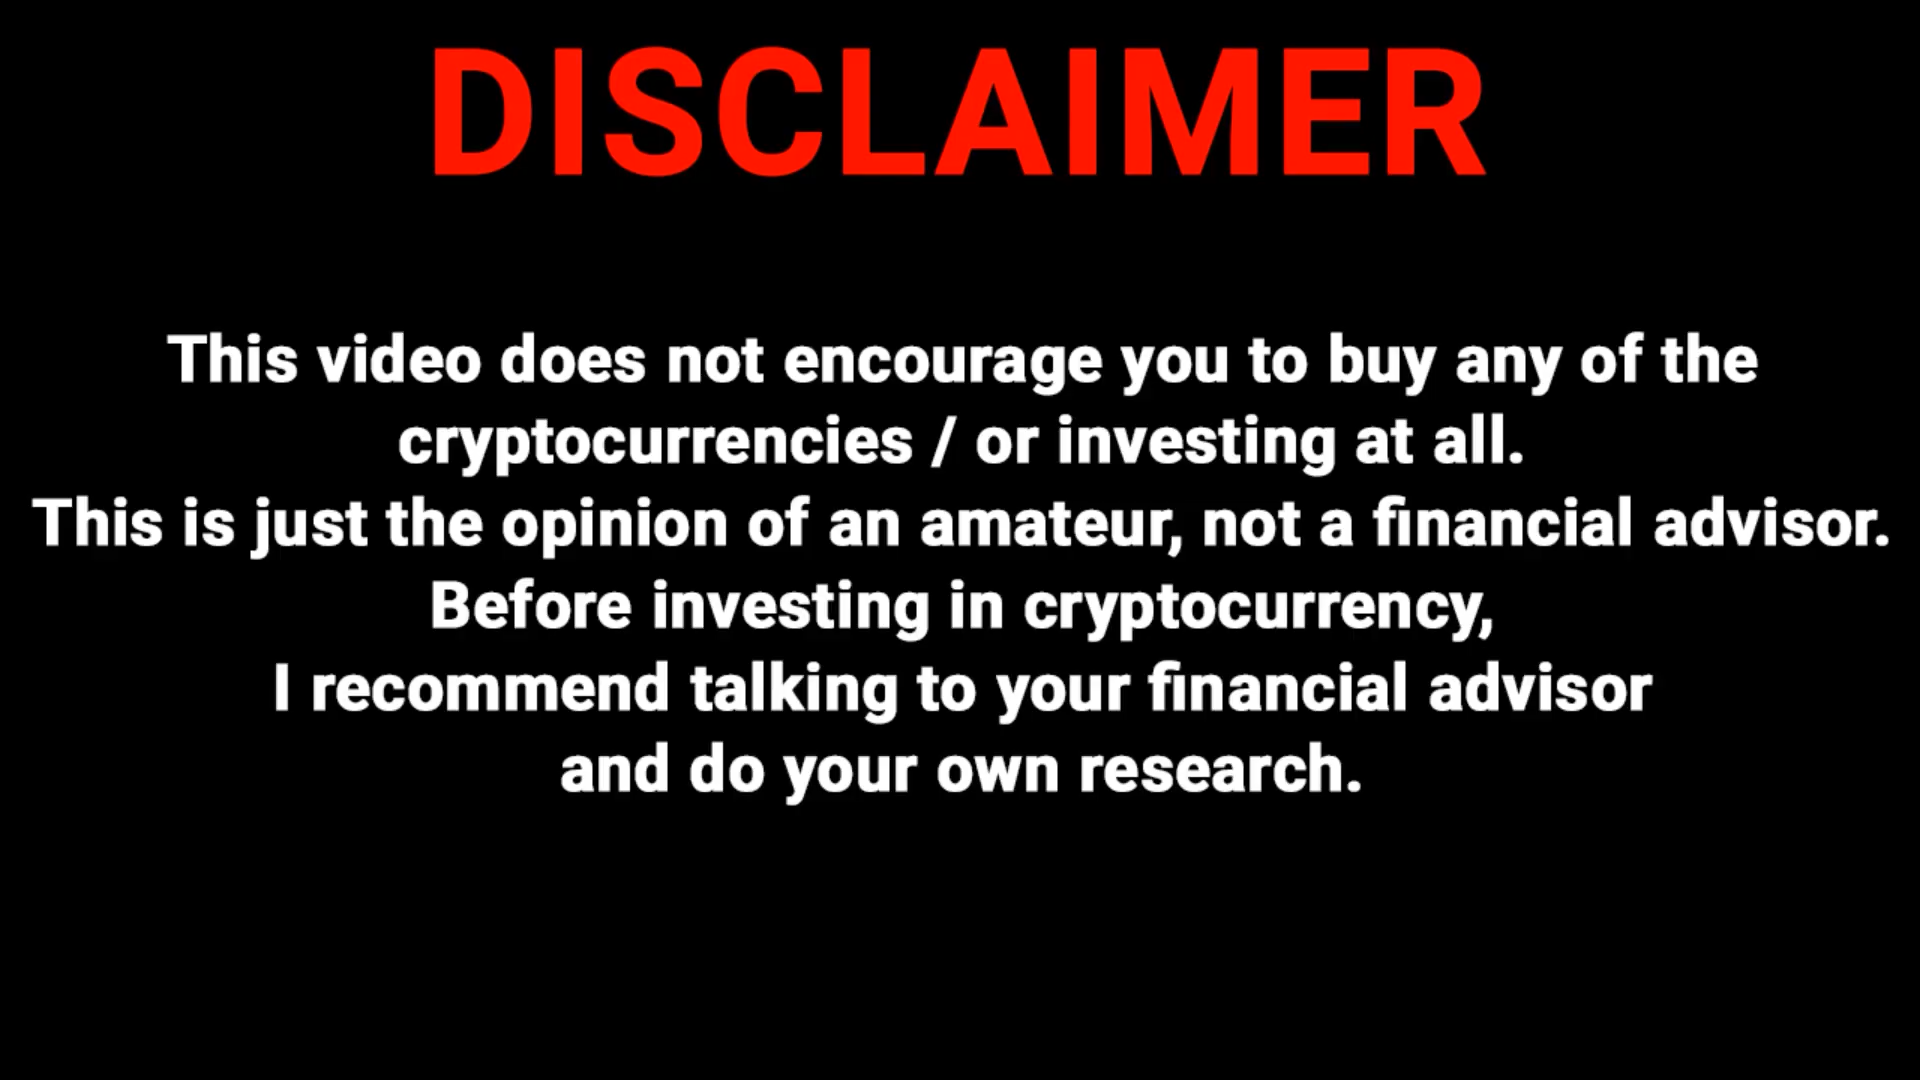 DISCLAIMER
This video does not encourage you to buy any of the
cryptocurrencies / or investing at all.
This is just the opinion of an amateur, not a financial advisor.
Before investing in cryptocurrency,
I recommend talking to your financial advisor
and do your own research.